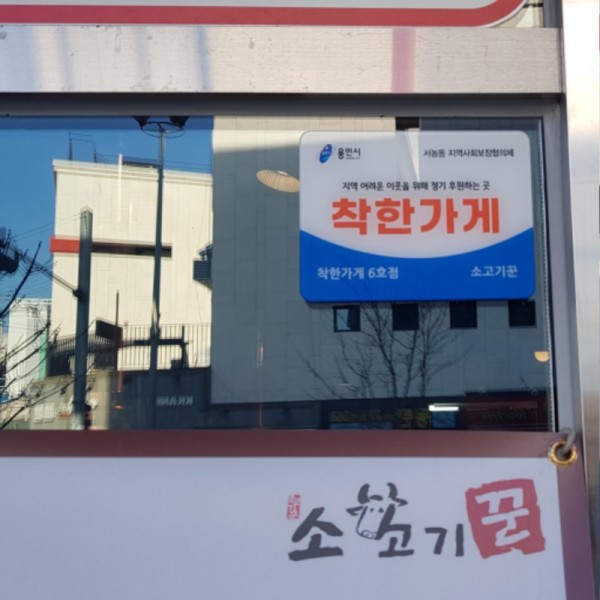 용인시
서농동 지역사회보장협의체
지역 어려운 이웃을 위해 정기 후원하는 곳
착한가게
착한가게 6호점
소고기꾼
소고기꾼